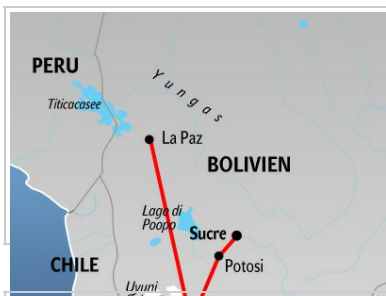 PERU
Yungas
Titicacasee
La Paz
BOLIVIEN
Lago di
Poopo
Sucre
Potosi
CHILE
Uyuni